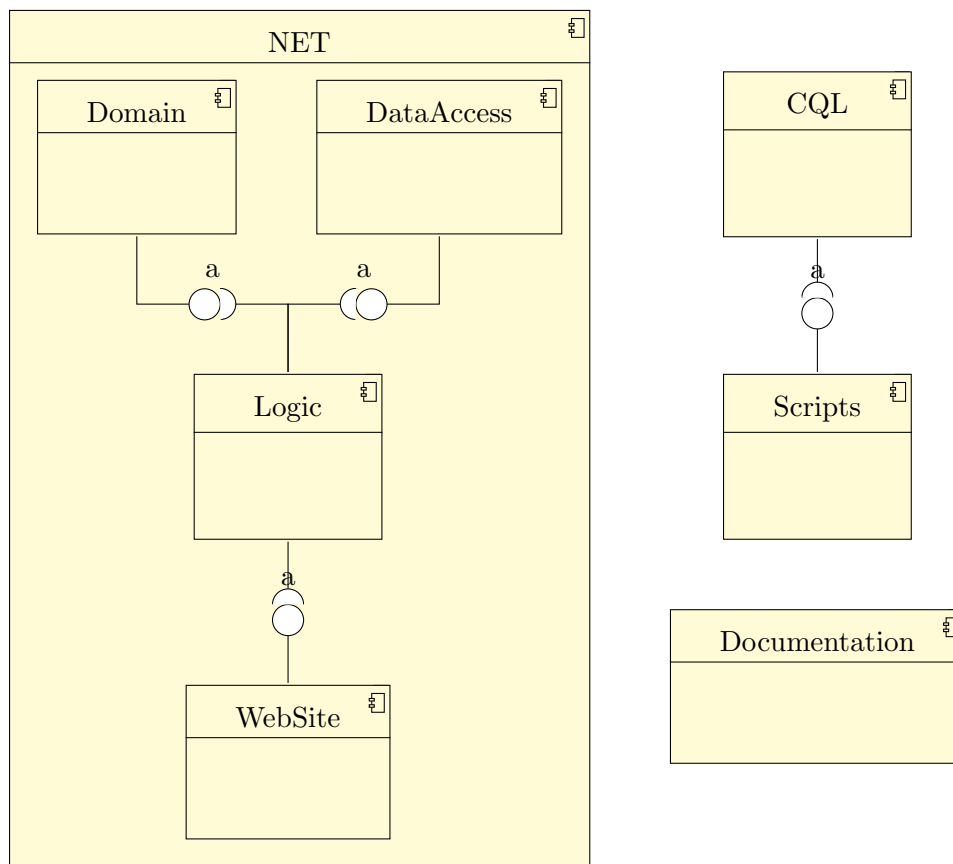 NET
Domain
DataAccess
CQL
a
a
a
Logic
Scripts
a
Documentation
WebSite